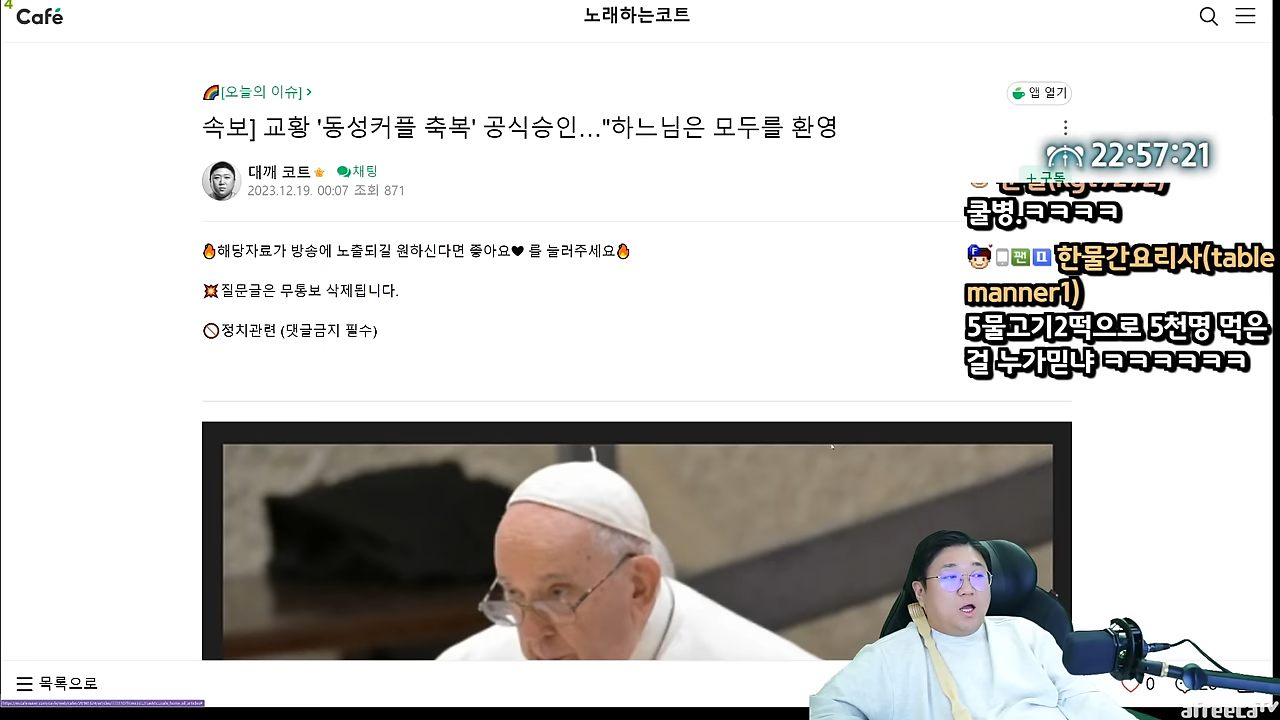 4
Café
노래하는코트
[오늘의 이슈] >
앱 열기
속보] 교황 '동성커플 축복' 공식승인..."하느님은 모두를 환영
22:57:21
대깨 코트
채팅
+ 구독
2023.12.19. 00:07 조회 871
쿨병.ㅋㅋㅋㅋ
해당자료가 방송에 노출되길 원하신다면 좋아요♥ 를 눌러주세요
F 팬 한물간요리사(table
manner1)
질문글은 무통보 삭제됩니다.
5물고기2떡으로 5천명 먹은
정치관련 (댓글금지 필수)
걸 누가믿냐 ㅋㅋㅋㅋㅋㅋ
목록으로
0
afreecaTV